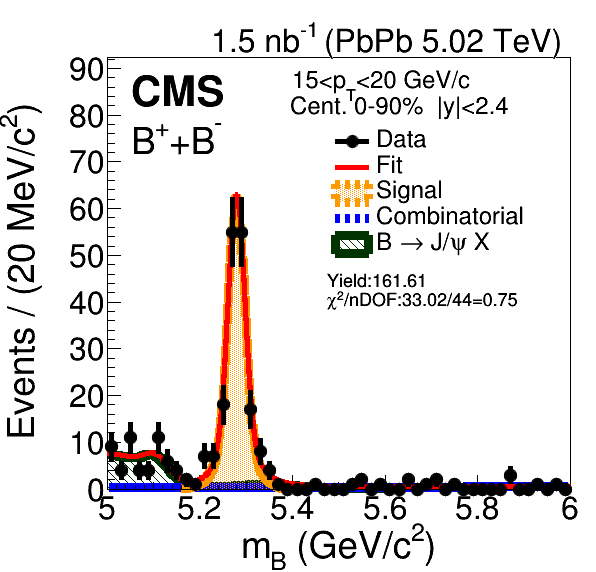 1.5 nb⁻¹ (PbPb 5.02 TeV)
CMS
B⁺+B⁻
15<p_T<20 GeV/c
Cent. 0-90% |y|<2.4
Data
Fit
Signal
Combinatorial
B → J/ψ X
Yield:161.61
χ²/nDOF:33.02/44=0.75
Events / (20 MeV/c²)
90
80
70
60
50
40
30
20
10
0
5 5.2 5.4 5.6 5.8 6
m_B (GeV/c²)